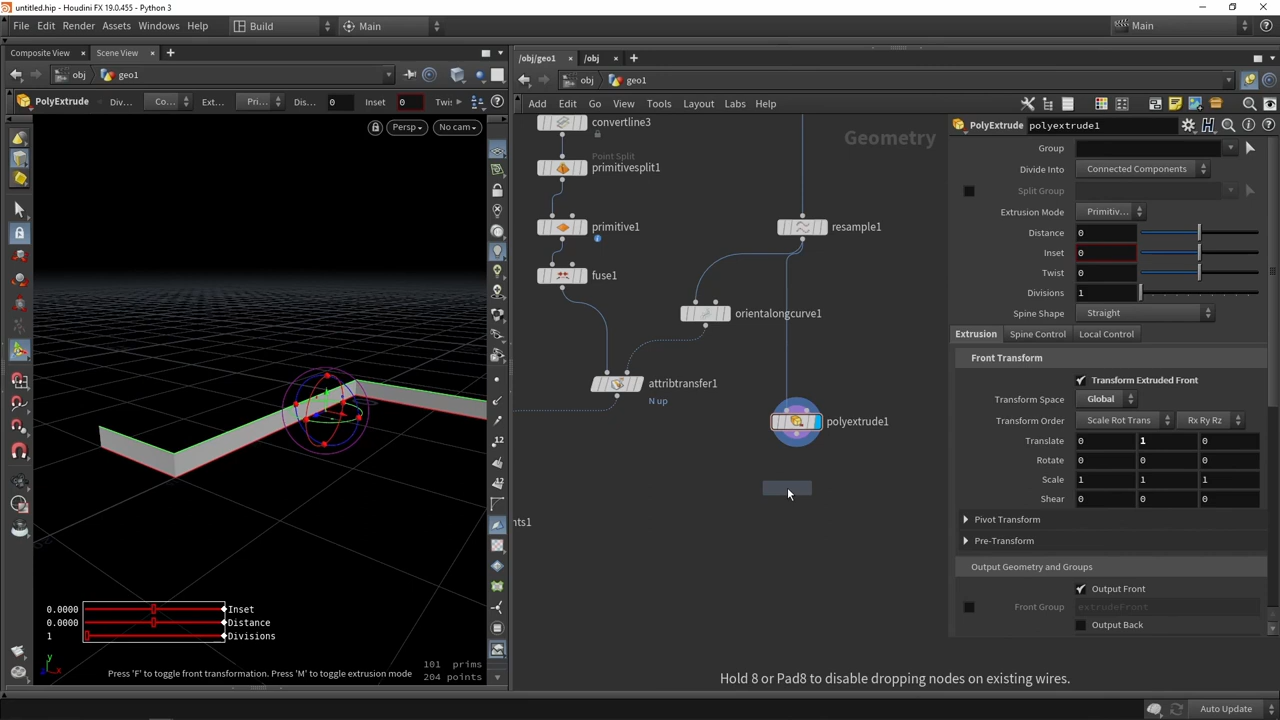 untitled.hip - Houdini FX 19.0.455 - Python 3
File Edit Render Assets Windows Help
Build
Main
Main
Composite View
Scene View
obj
geo1
PolyExtrude
Div...
Co...
Ext...
Pri...
Dis...
0
Inset
0
Twis
Persp
No cam
0.0000 Inset
0.0000 Distance
1 Divisions
101 prims
204 points
Press 'F' to toggle front transformation. Press 'M' to toggle extrusion mode
/obj/geo1
/obj
obj
geo1
Add Edit Go View Tools Layout Labs Help
Geometry
convertline3
Point Split
primitivesplit1
primitive1
resample1
fuse1
orientalongcurve1
attribtransfer1
N up
polyextrude1
nts1
Hold 8 or Pad8 to disable dropping nodes on existing wires.
PolyExtrude polyextrude1
Group
Divide Into Connected Components
Split Group
Extrusion Mode Primitiv...
Distance 0
Inset 0
Twist 0
Divisions 1
Spine Shape Straight
Extrusion Spine Control Local Control
Front Transform
Transform Extruded Front
Transform Space Global
Transform Order Scale Rot Trans Rx Ry Rz
Translate 0 1 0
Rotate 0 0 0
Scale 1 1 1
Shear 0 0 0
Pivot Transform
Pre-Transform
Output Geometry and Groups
Output Front
Front Group extrudeFront
Output Back
Auto Update